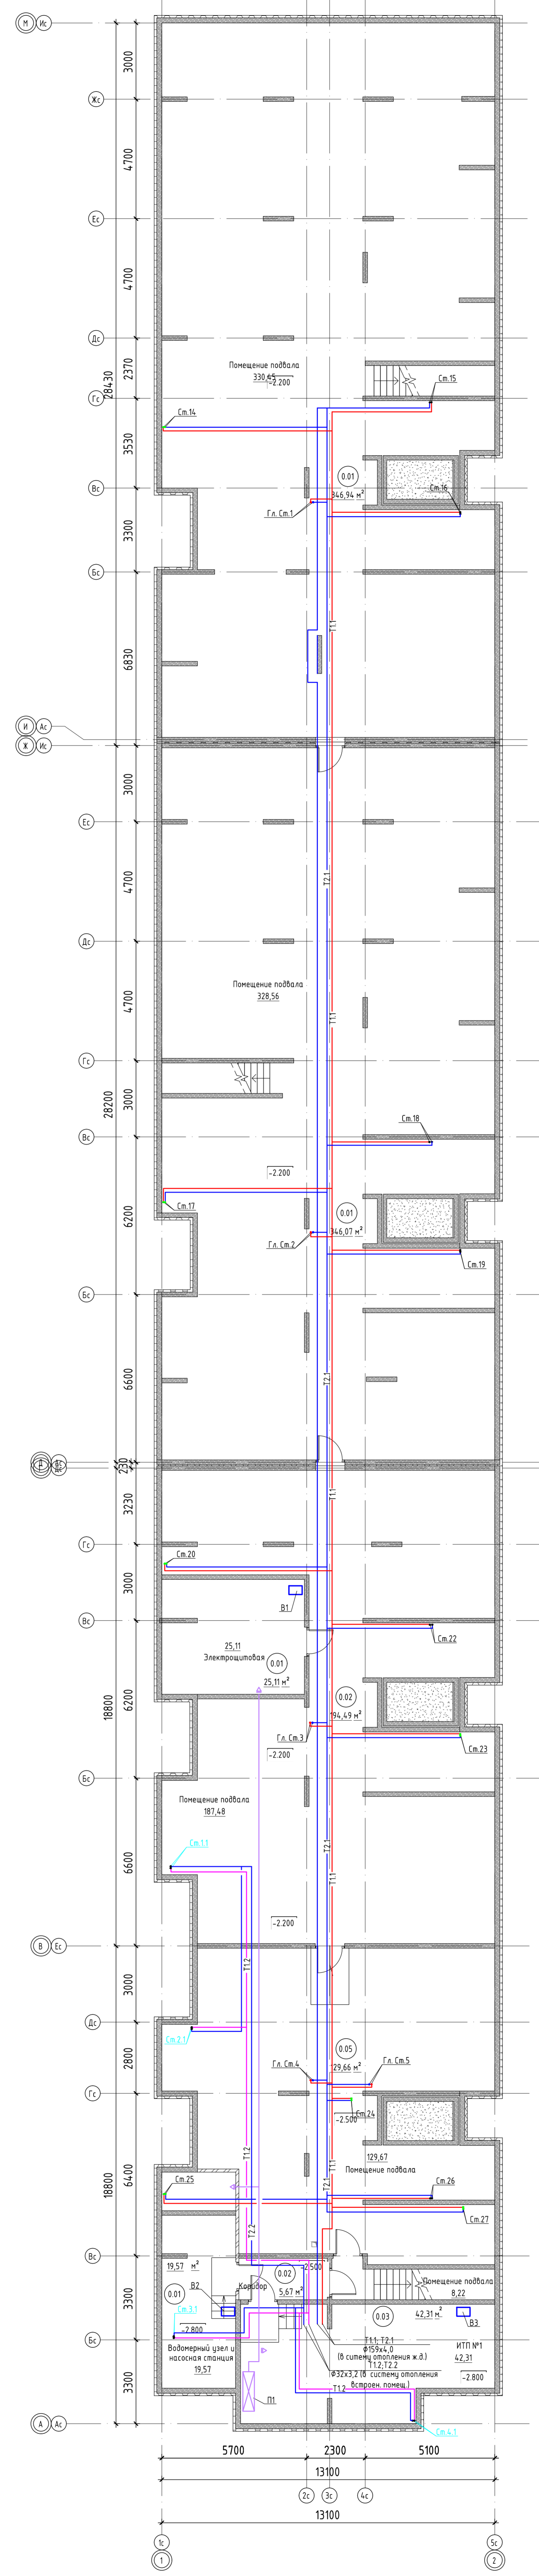 М
Ис
3000
Жс
4700
Ес
4700
Дс
2370
28430
Помещение подвала
330,45
-2.200
Ст.15
Гс
Ст.14
3530
0.01
346,94 м²
Ст.16
Вс
Гл. Ст.1
3300
Бс
Т1.1
6830
И
Ас
Ж
Ис
3000
Ес
Т2.1
4700
Дс
Помещение подвала
328,56
4700
Т1.1
Гс
28200
3000
Ст.18
Вс
-2.200
Ст.17
0.01
346,07 м²
6200
Гл. Ст.2
Ст.19
Бс
Т2.1
6600
230
Т1.1
3230
Гс
Ст.20
3000
В1
Вс
Ст.22
25,11
Электрощитовая
0.01
25,11 м²
0.02
194,49 м²
18800
6200
Гл. Ст.3
Ст.23
-2.200
Бс
Помещение подвала
187,48
Ст.1.1
Т2.1
6600
Т1.1
-2.200
В
Ес
Т1.2
3000
Дс
Ст.2.1
0.05
129,66 м²
2800
Гл. Ст.4
Гл. Ст.5
Гс
Ст.24
-2.500
129,67
Помещение подвала
Т1.2
Т1.1
Т2.1
18800
6400
Ст.25
Ст.26
Ст.27
Т2.2
Вс
19,57 м²
-2.500
0.02
Коридор
5,67 м²
Помещение подвала
8,22
0.01
В2
3300
Ст.3.1
0.03
42,31 м²
В3
-2.800
Бс
Водомерный узел и
насосная станция
19,57
Т1.1; Т2.1
Ф159х4,0
(в ситему отопления ж.д.)
Т1.2;Т2.2
Ф32х3,2 (в систему отопления
встроен. помещ.)
ИТП №1
42,31
-2.800
3300
Т1.2
П1
А
Ас
Ст.4.1
5700
2300
5100
13100
2с
3с
4с
13100
1с
5с
1
2